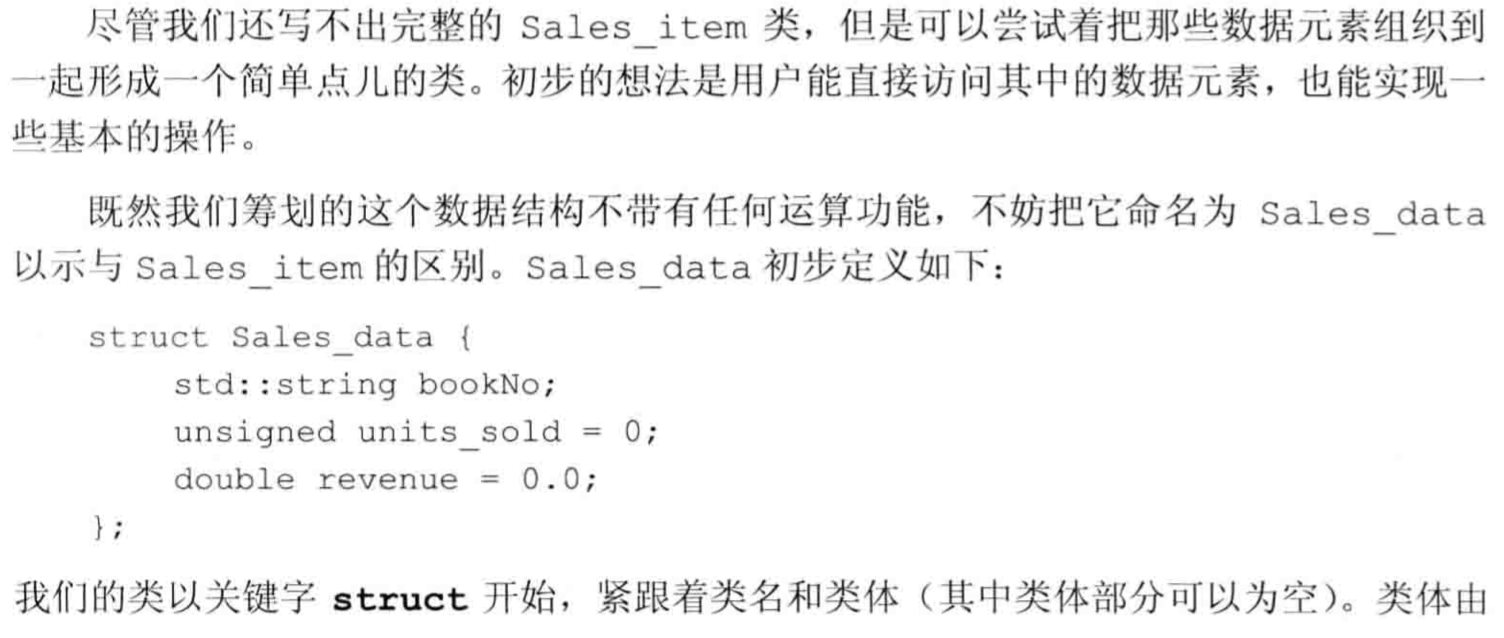 尽管我们还写不出完整的 Sales_item 类，但是可以尝试着把那些数据元素组织到
一起形成一个简单点儿的类。初步的想法是用户能直接访问其中的数据元素，也能实现一
些基本的操作。
既然我们筹划的这个数据结构不带有任何运算功能，不妨把它命名为 Sales_data
以示与 Sales_item 的区别。Sales_data 初步定义如下：
struct Sales_data {
    std::string bookNo;
    unsigned units_sold = 0;
    double revenue = 0.0;
};
我们的类以关键字 struct 开始，紧跟着类名和类体（其中类体部分可以为空）。类体由